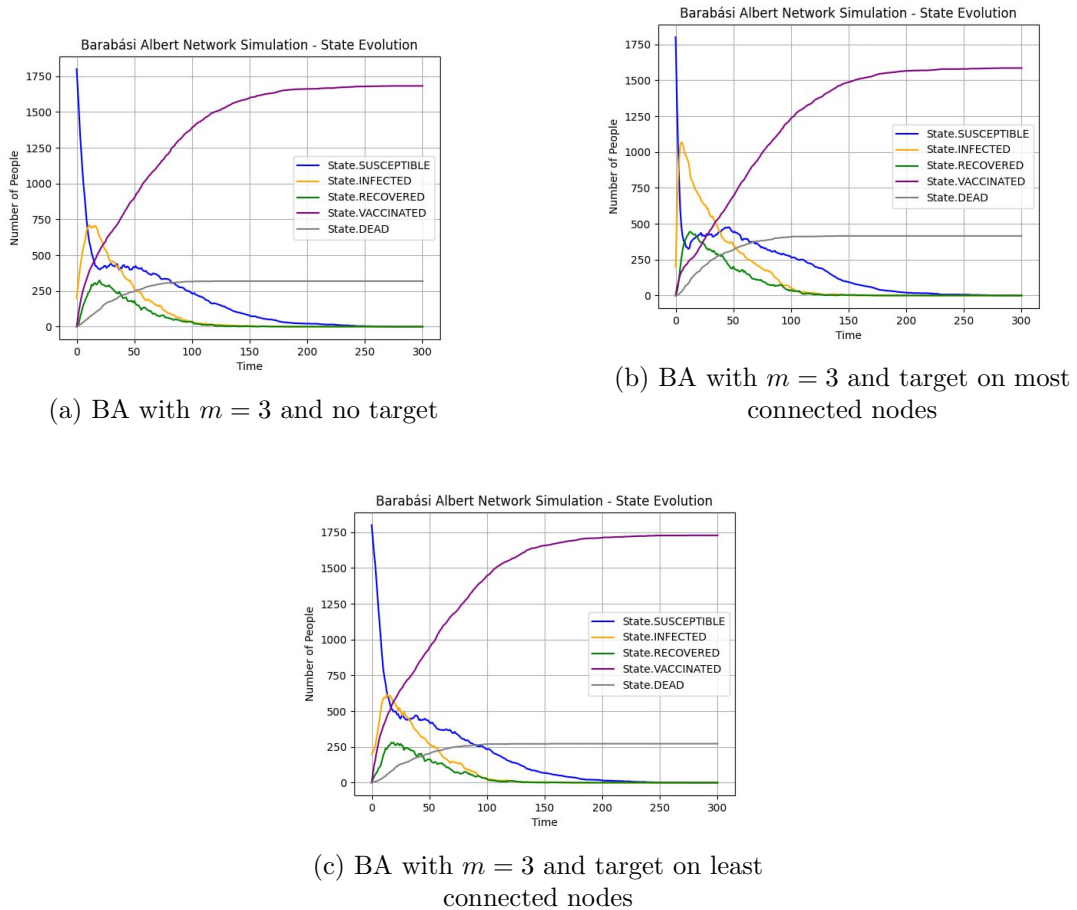 Barabási Albert Network Simulation - State Evolution
1750
1500
1250
1000
750
500
250
0
Number of People
State.SUSCEPTIBLE
State.INFECTED
State.RECOVERED
State.VACCINATED
State.DEAD
0
50
100
150
200
250
300
Time
(a) BA with m = 3 and no target
Barabási Albert Network Simulation - State Evolution
1750
1500
1250
1000
750
500
250
0
Number of People
State.SUSCEPTIBLE
State.INFECTED
State.RECOVERED
State.VACCINATED
State.DEAD
0
50
100
150
200
250
300
Time
(b) BA with m = 3 and target on most
connected nodes
Barabási Albert Network Simulation - State Evolution
1750
1500
1250
1000
750
500
250
0
Number of People
State.SUSCEPTIBLE
State.INFECTED
State.RECOVERED
State.VACCINATED
State.DEAD
0
50
100
150
200
250
300
Time
(c) BA with m = 3 and target on least
connected nodes